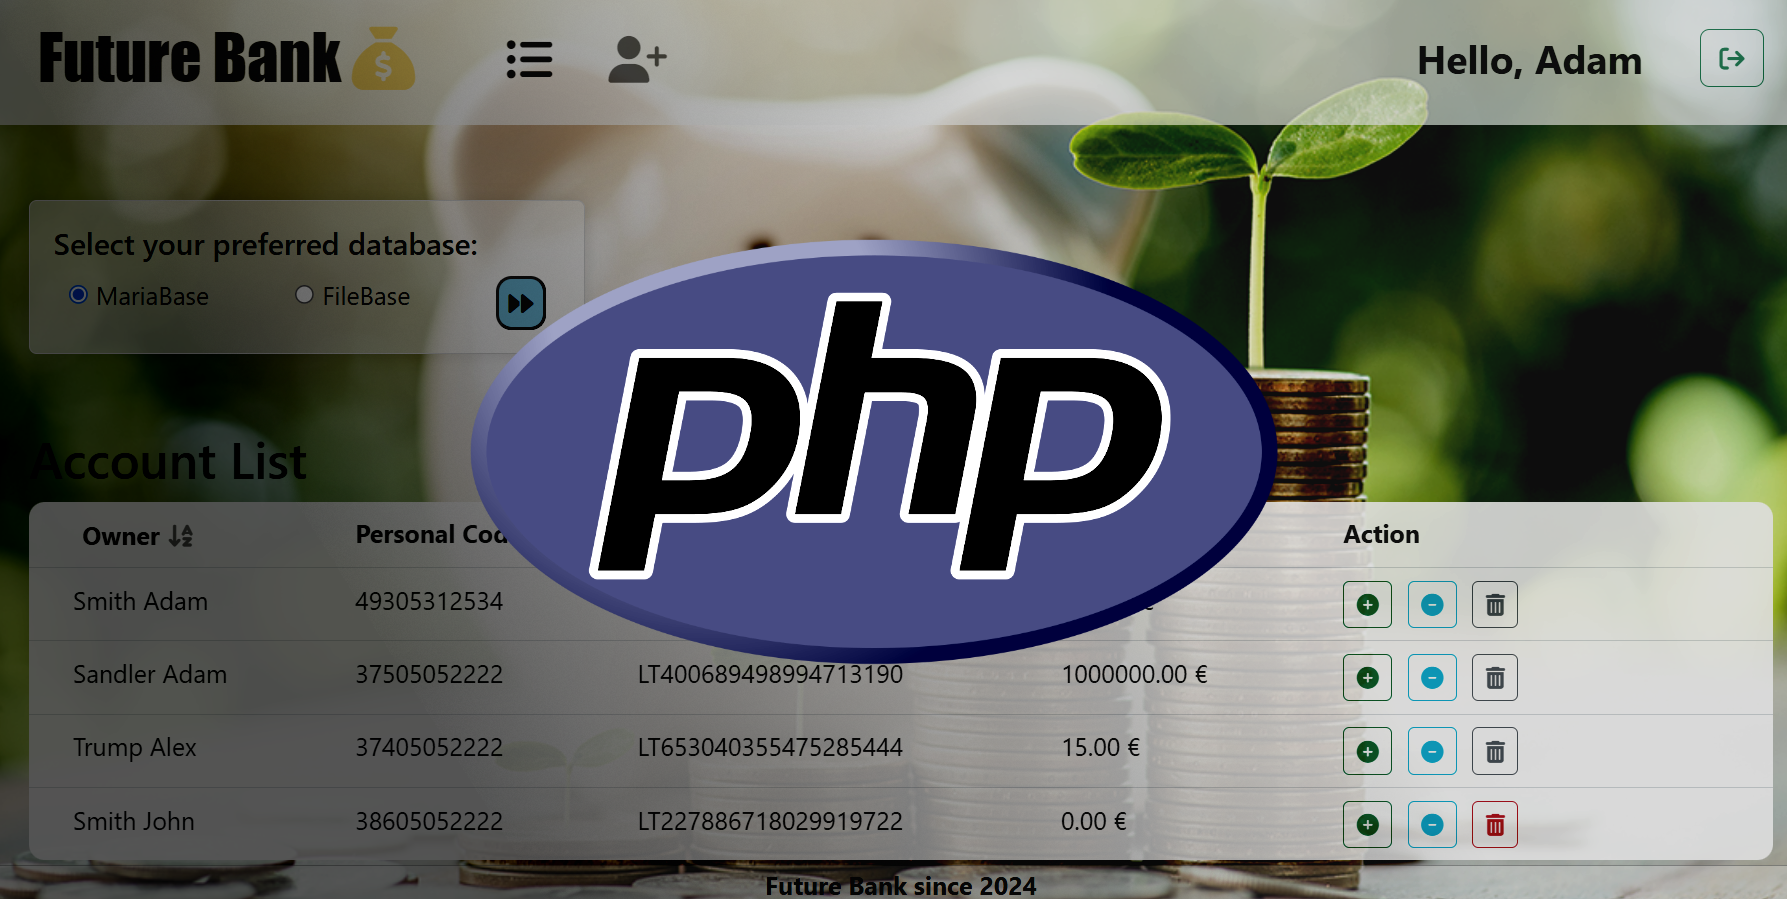 Future Bank $
Hello, Adam
Select your preferred database:
MariaBase FileBase
php
Account List
Owner Personal Action
Smith Adam 49305312534
Sandler Adam 37505052222 LT400689498994713190 1000000.00 €
Trump Alex 37405052222 LT653040355475285444 15.00 €
Smith John 38605052222 LT227886718029919722 0.00 €
Future Bank since 2024